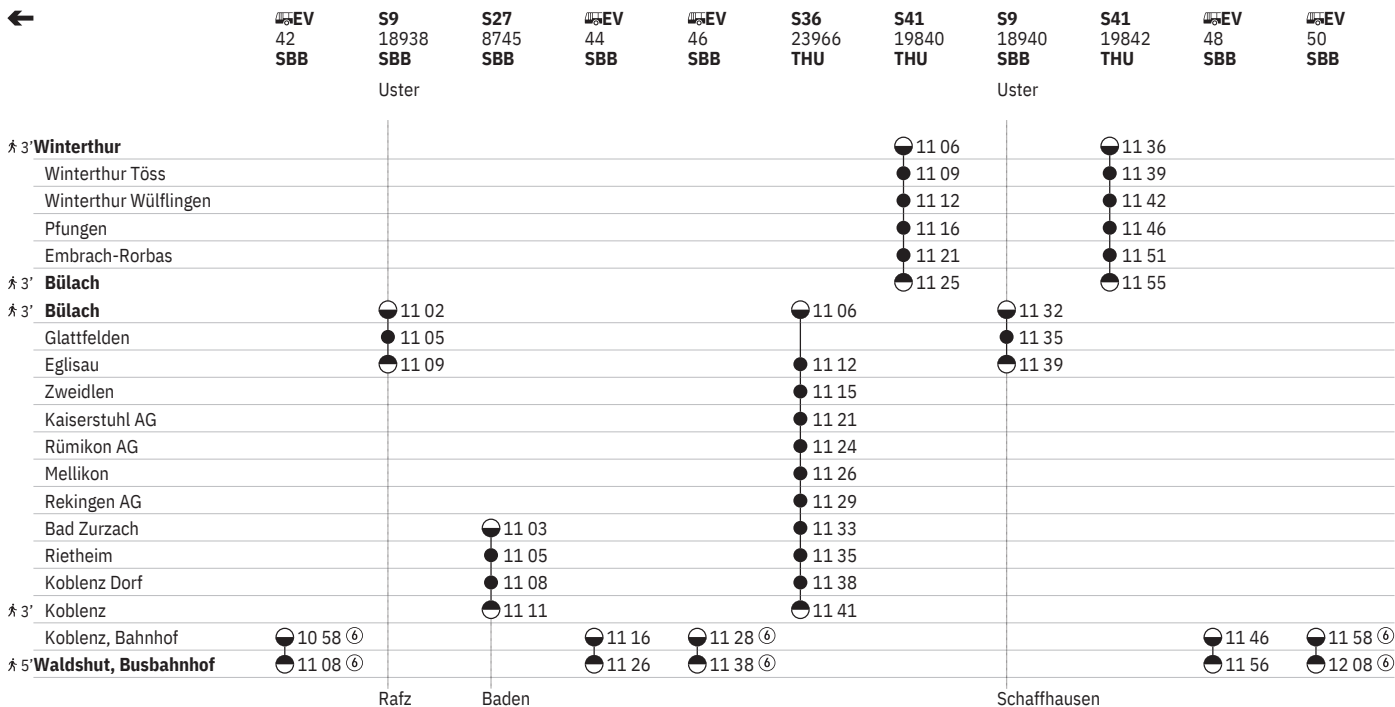 ← EV S9 S27 EV EV S36 S41 S9 S41 EV EV
42 18938 8745 44 46 23966 19840 18940 19842 48 50
SBB SBB SBB SBB SBB THU THU SBB THU SBB SBB
Uster Uster
3' Winterthur 11 06 11 36
Winterthur Töss 11 09 11 39
Winterthur Wülflingen 11 12 11 42
Pfungen 11 16 11 46
Embrach-Rorbas 11 21 11 51
3' Bülach 11 25 11 55
3' Bülach 11 02 11 06 11 32
Glattfelden 11 05 11 35
Eglisau 11 09 11 12 11 39
Zweidlen 11 15
Kaiserstuhl AG 11 21
Rümikon AG 11 24
Mellikon 11 26
Rekingen AG 11 29
Bad Zurzach 11 03 11 33
Rietheim 11 05 11 35
Koblenz Dorf 11 08 11 38
3' Koblenz 11 11 11 41
Koblenz, Bahnhof 10 58 ⑥ 11 16 11 28 ⑥ 11 46 11 58 ⑥
5' Waldshut, Busbahnhof 11 08 ⑥ 11 26 11 38 ⑥ 11 56 12 08 ⑥
Rafz Baden Schaffhausen